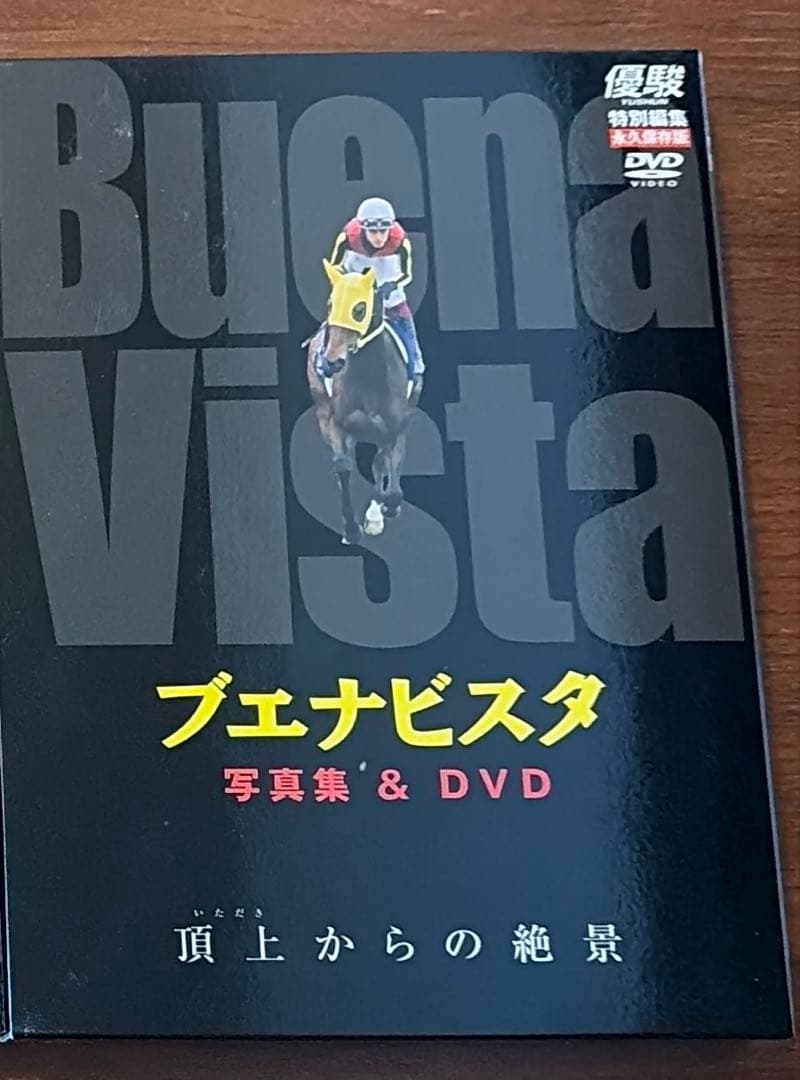 Buena
Vista
優駿
YUSHUN
特別編集
永久保存版
DVD
VIDEO
ブエナビスタ
写真集 & DVD
いただき
頂上からの絶景